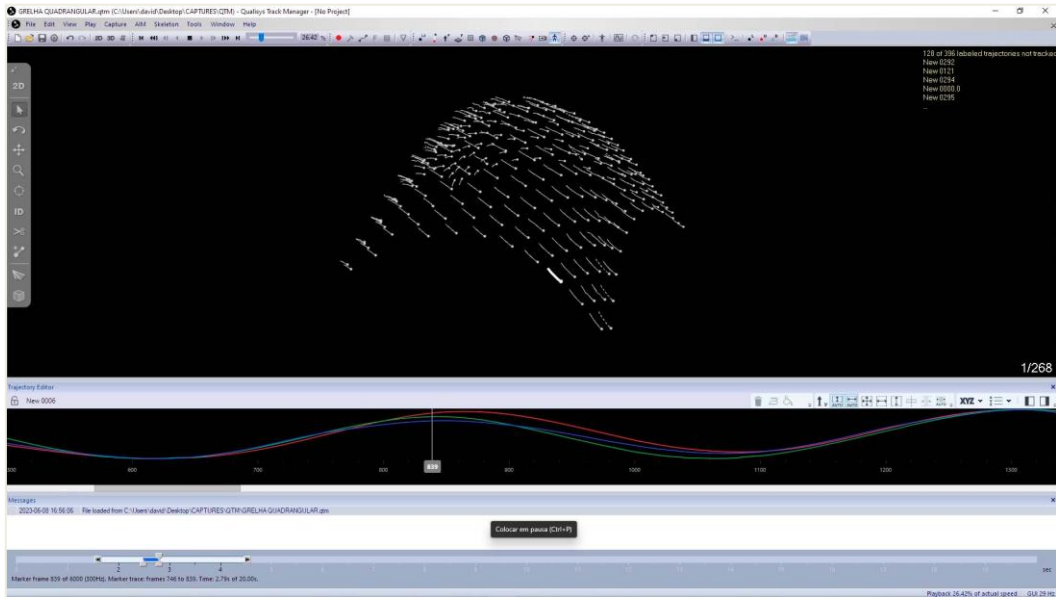 GRELHA QUADRANGULAR.qtm (C:\Users\david\Desktop\CAPTURES\QTM) - Qualisys Track Manager - [No Project]
File Edit View Play Capture AIM Skeleton Tools Window Help
2D 3D 26.42 %
128 of 396 labeled trajectories not tracked
New 0292
New 0121
New 0294
New 0000.0
New 0295
...
2D
ID
1/268
Trajectory Editor
New 0006
XYZ
500 600 700 800 839 900 1000 1100 1200 1300
Messages
2023-06-08 16:56:06 File loaded from C:\Users\david\Desktop\CAPTURES\QTM\GRELHA QUADRANGULAR.qtm
Colocar em pausa (Ctrl+P)
2 3 4 sec
Marker frame 839 of 6000 (300Hz). Marker trace: frames 746 to 839. Time: 2.79s of 20.00s.
Playback 26.42% of actual speed GUI 29 Hz